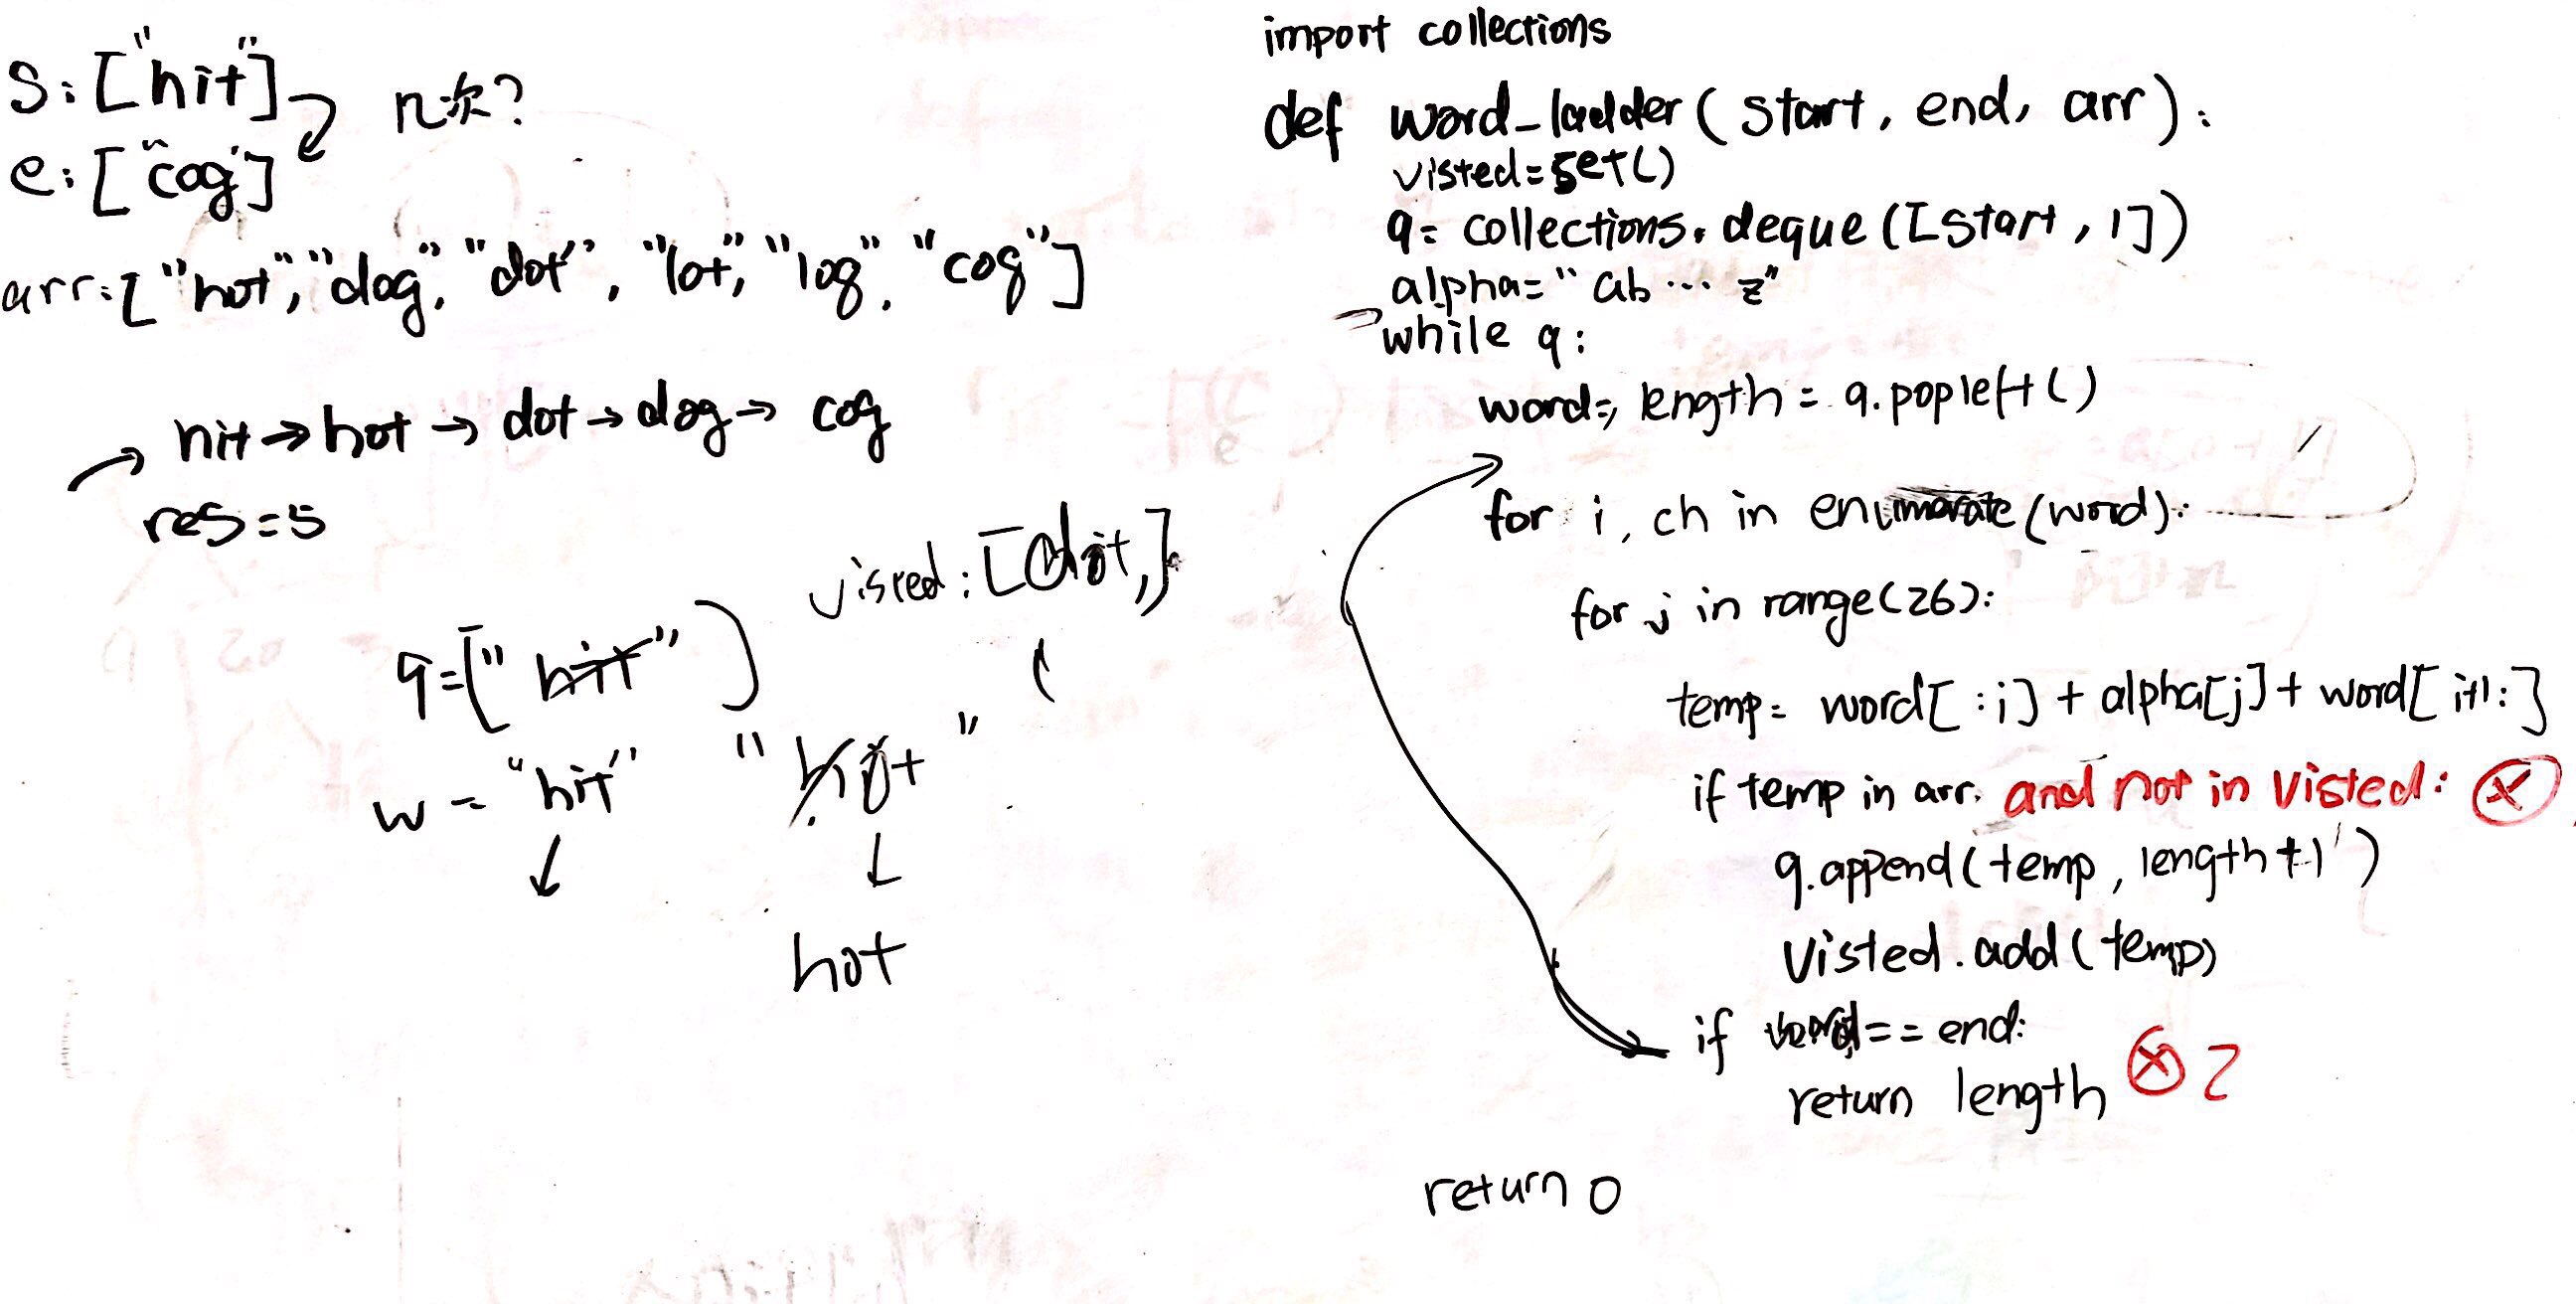 S: ["hit"]
n次?
e: ["cog"]
arr: ["hot", "dog", "dot", "lot", "log", "cog"]
hit → hot → dot → dog → cog
res = 5
visted: [dot,]
q = ["hit"]
w = "hit" "hot"
hot
import collections
def word_ladder(start, end, arr):
visted = set()
q = collections.deque([start, 1])
alpha = "ab ... z"
while q:
word, length = q.popleft()
for i, ch in enumerate(word):
for j in range(26):
temp = word[:i] + alpha[j] + word[i+1:]
if temp in arr. and not in visted: ⓧ
q.append(temp, length+1)
visted.add(temp)
if word == end:
return length ⓧ 2
return 0